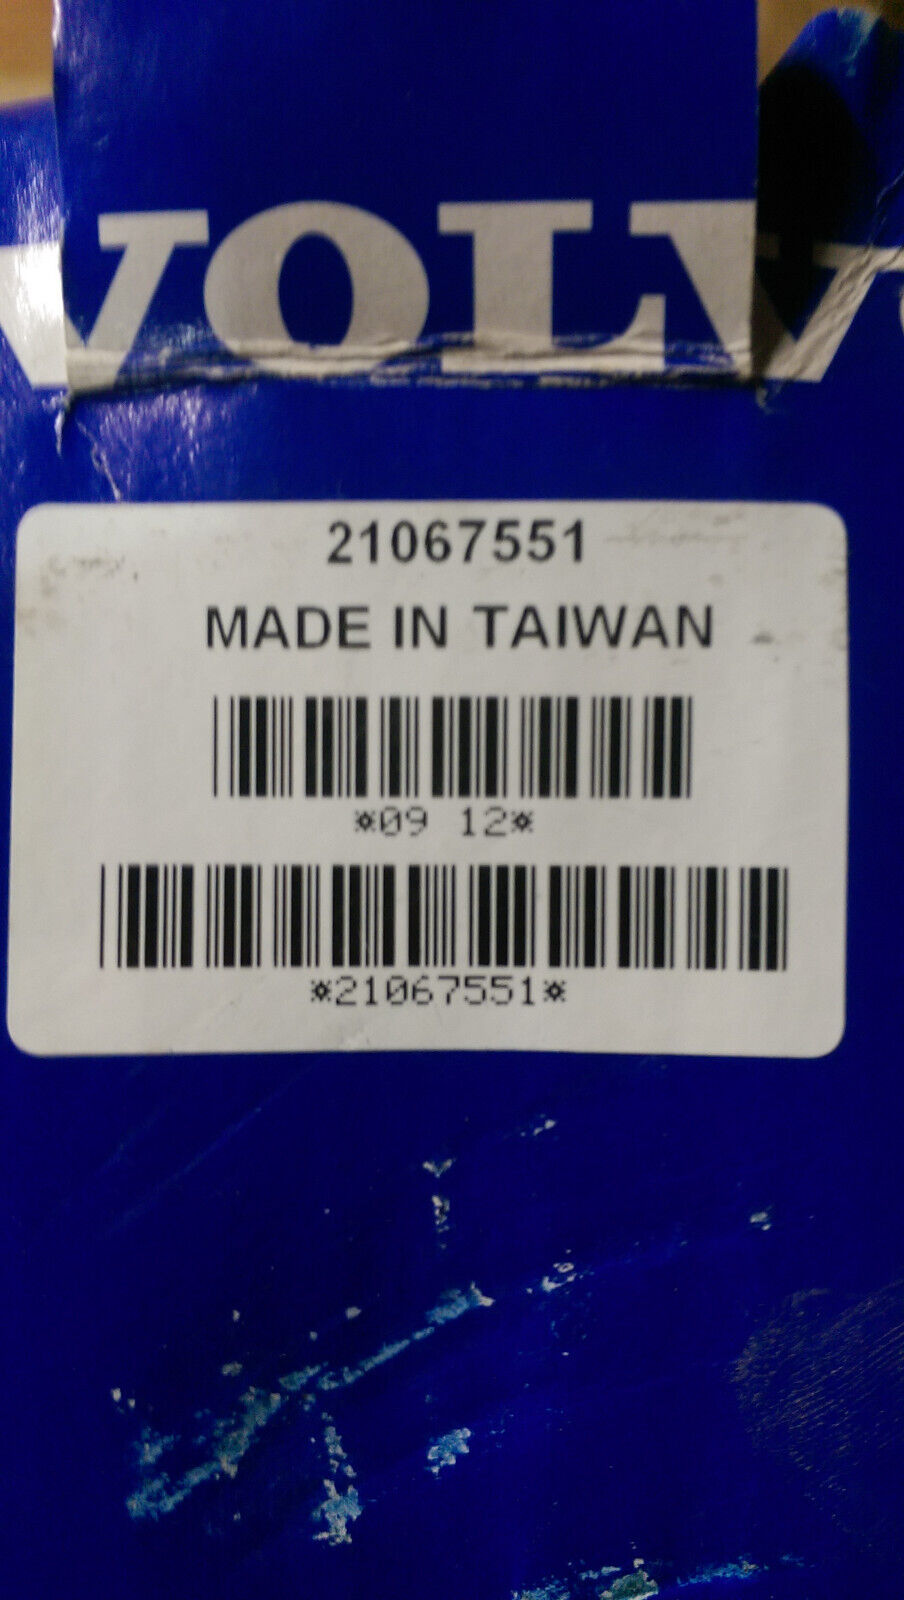 VOLV
21067551
MADE IN TAIWAN
*09 12*
*21067551*